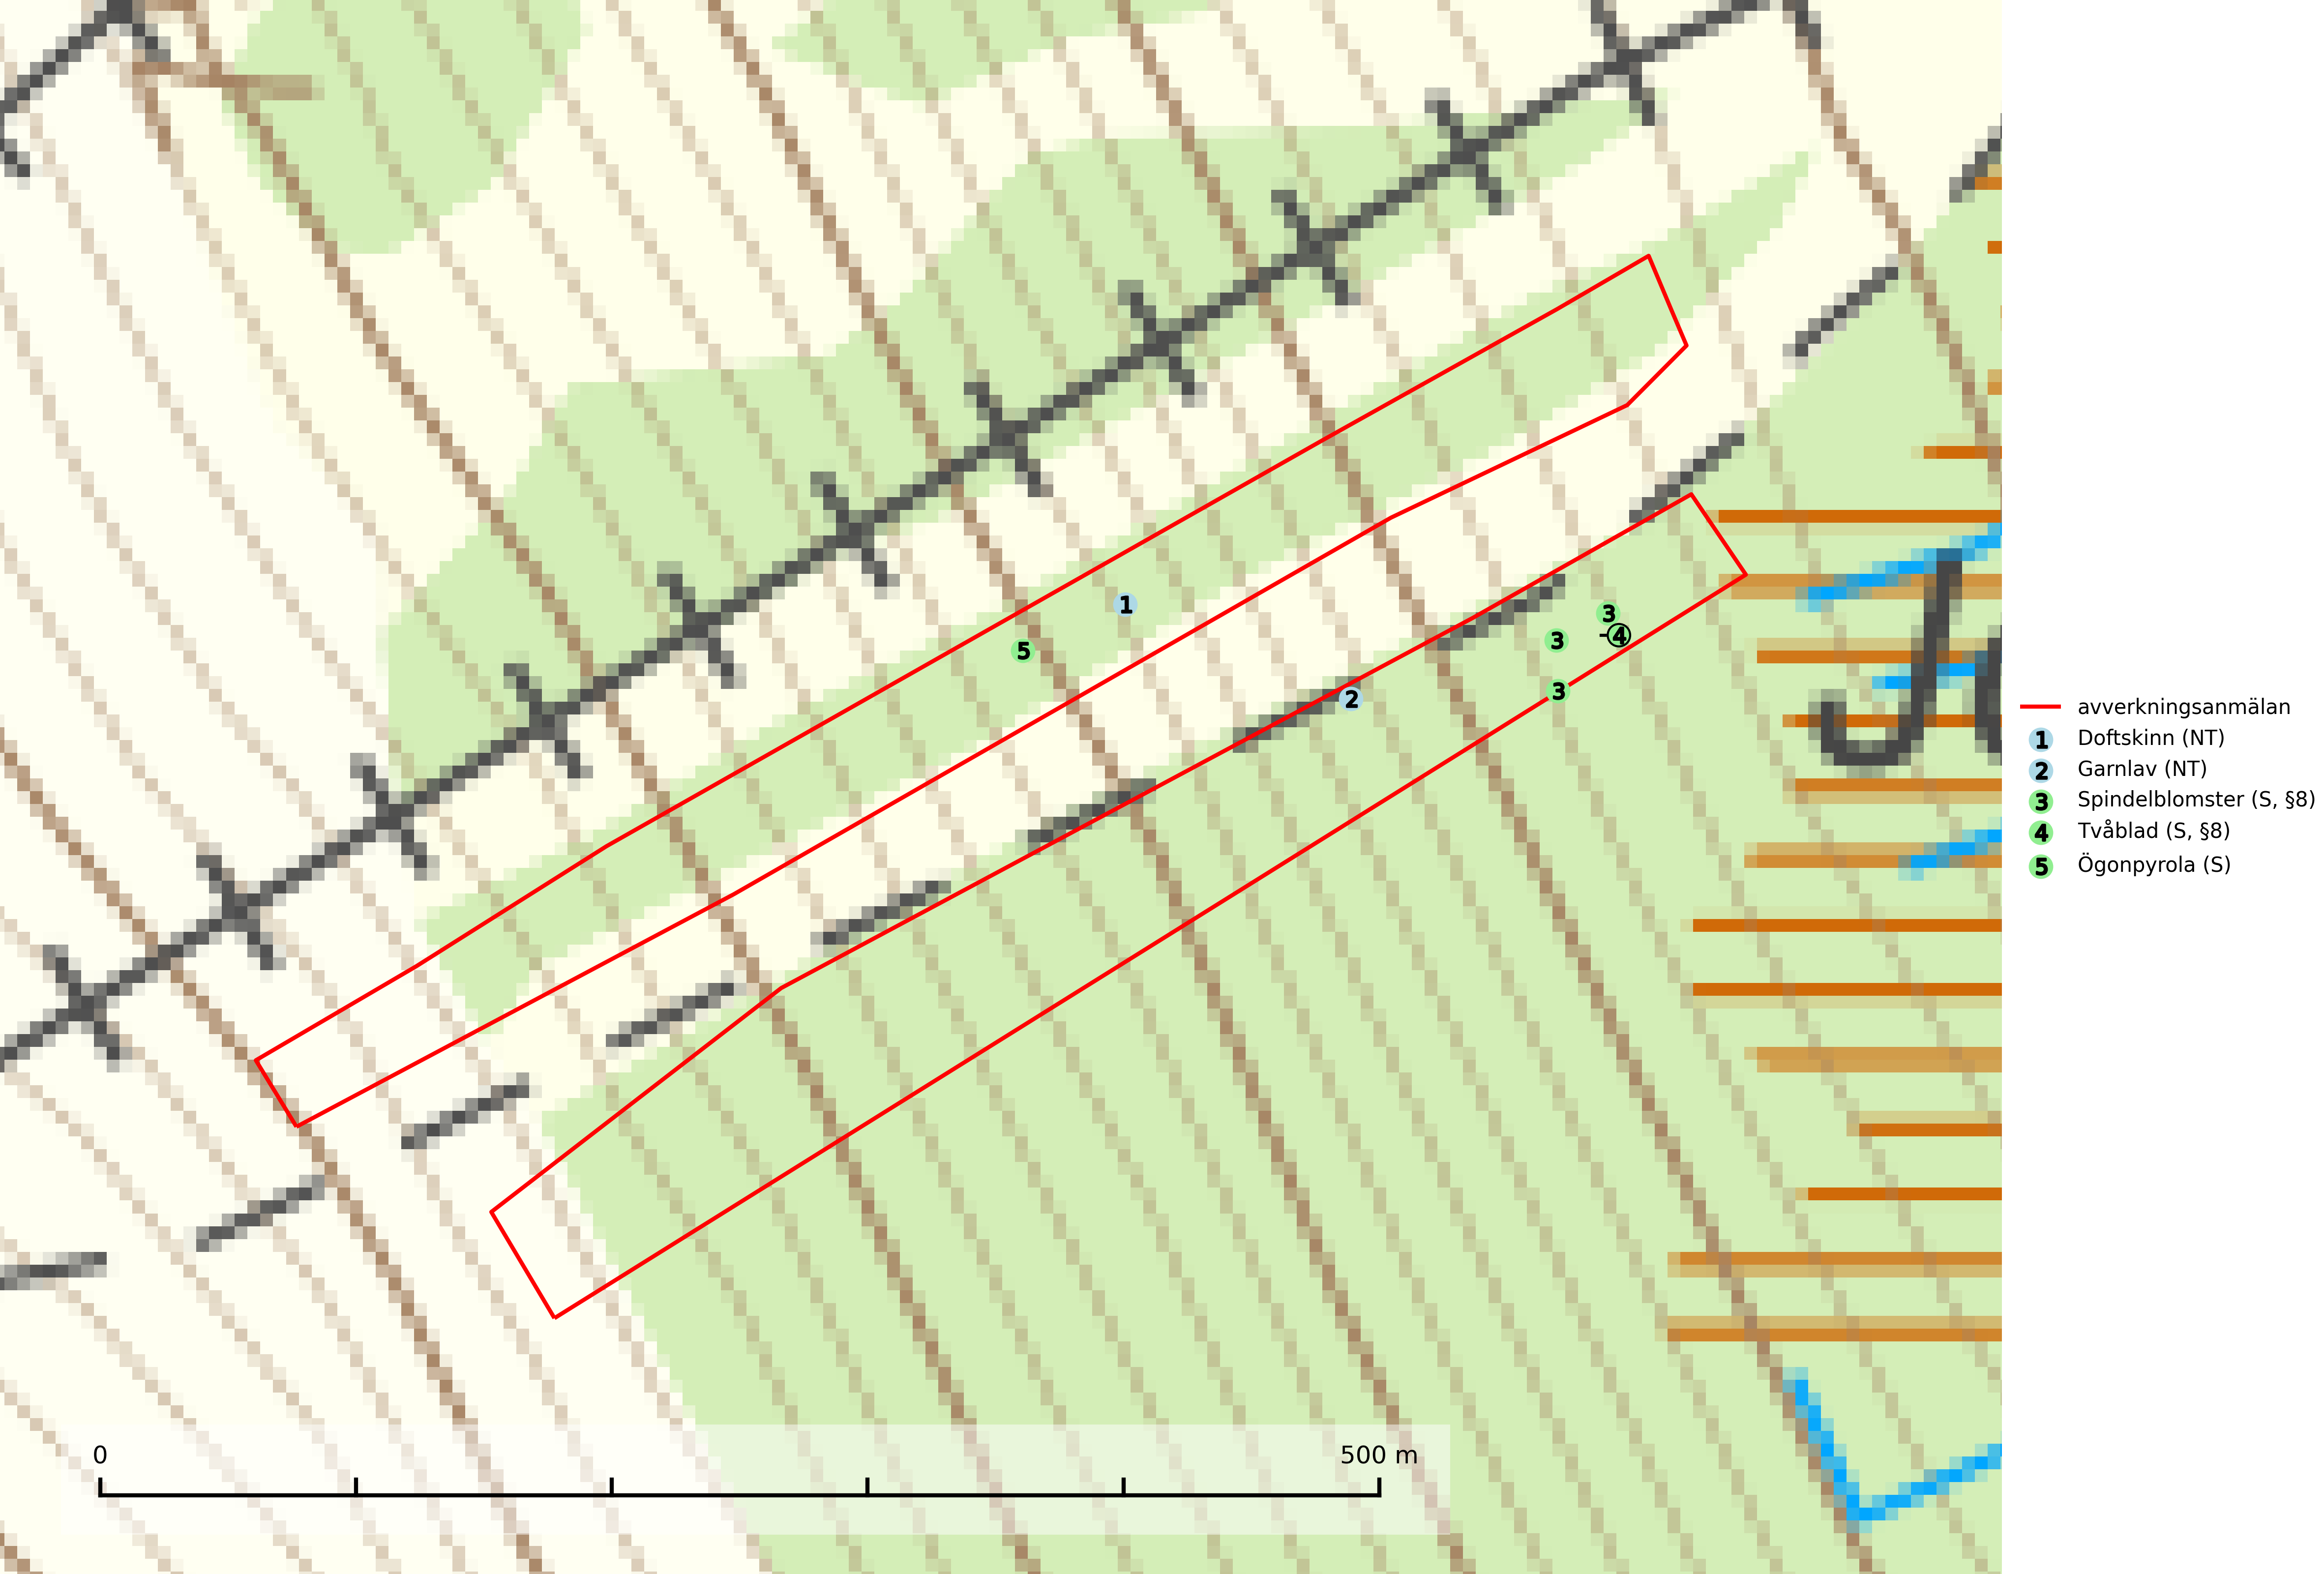 1
5
3
3
4
2
3
avverkningsanmälan
1 Doftskinn (NT)
2 Garnlav (NT)
3 Spindelblomster (S, §8)
4 Tvåblad (S, §8)
5 Ögonpyrola (S)
0 500 m